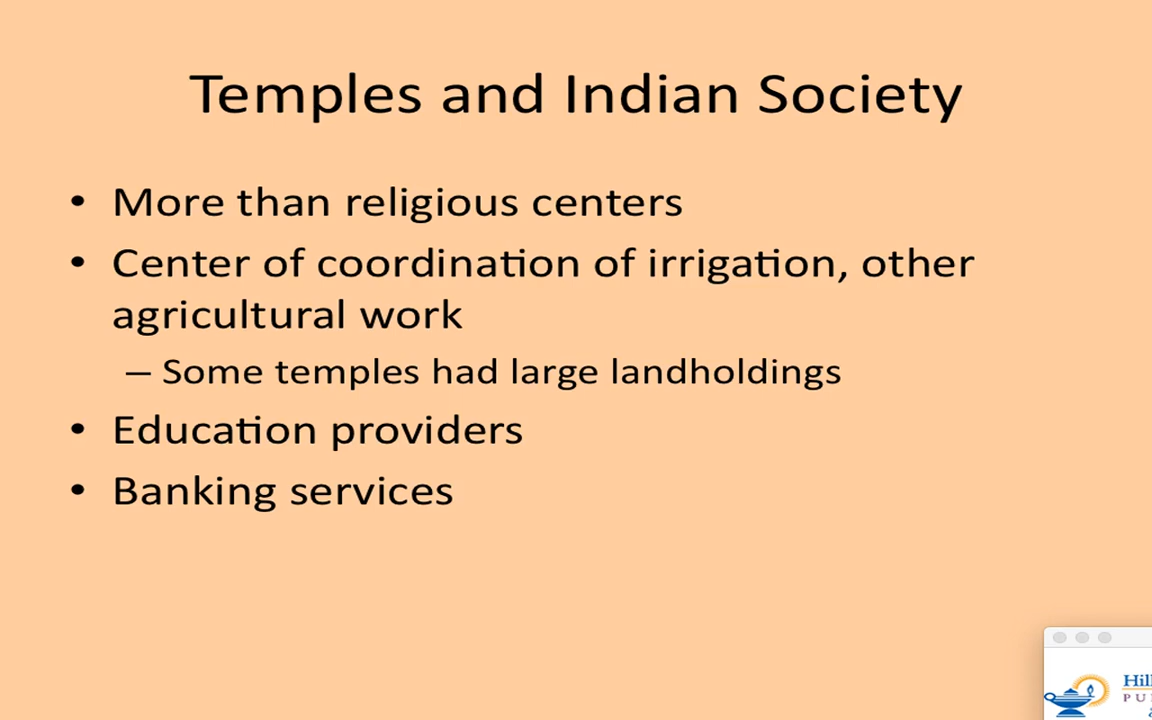 Temples and Indian Society
• More than religious centers
• Center of coordination of irrigation, other
agricultural work
– Some temples had large landholdings
• Education providers
• Banking services